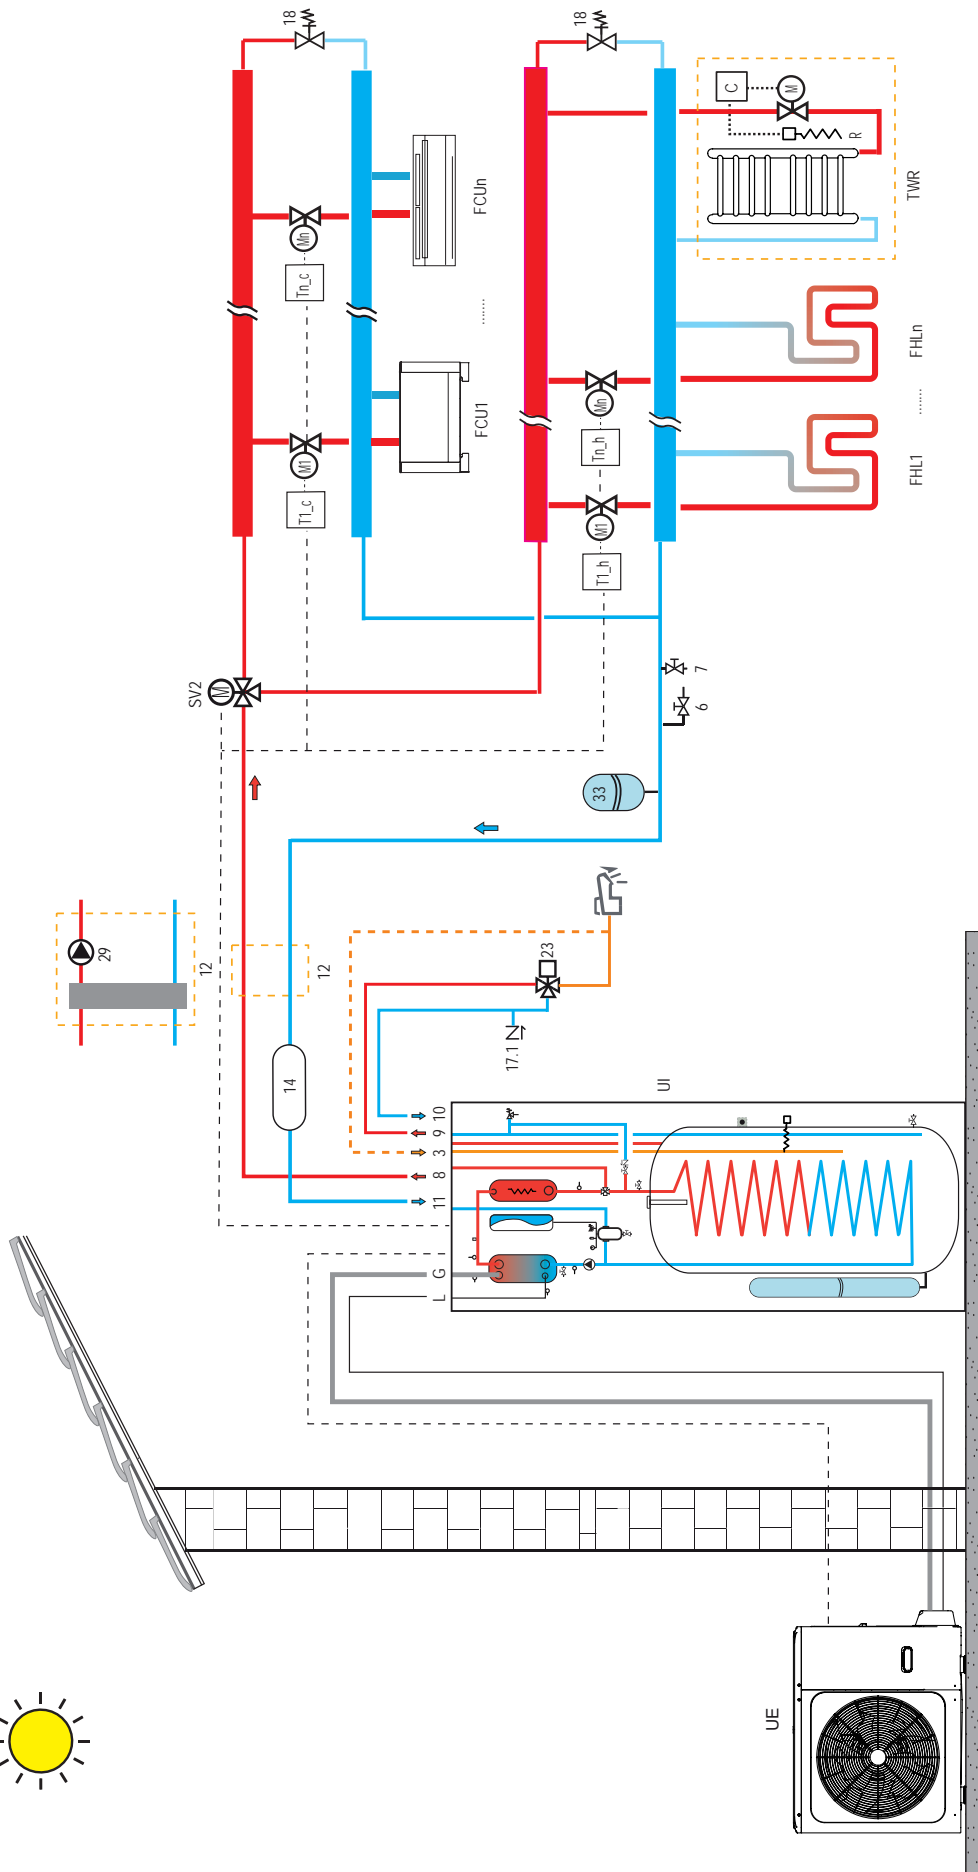 18
18
C
M
R
TWR
FCUn
Mn
Tn_c
FCU1
M1
T1_c
Mn
Tn_h
M1
T1_h
FHLn
........
.......
FHL1
SV2
M
7
6
33
29
12
12
23
17.1
14
10
9
3
8
11
G
L
UI
UE